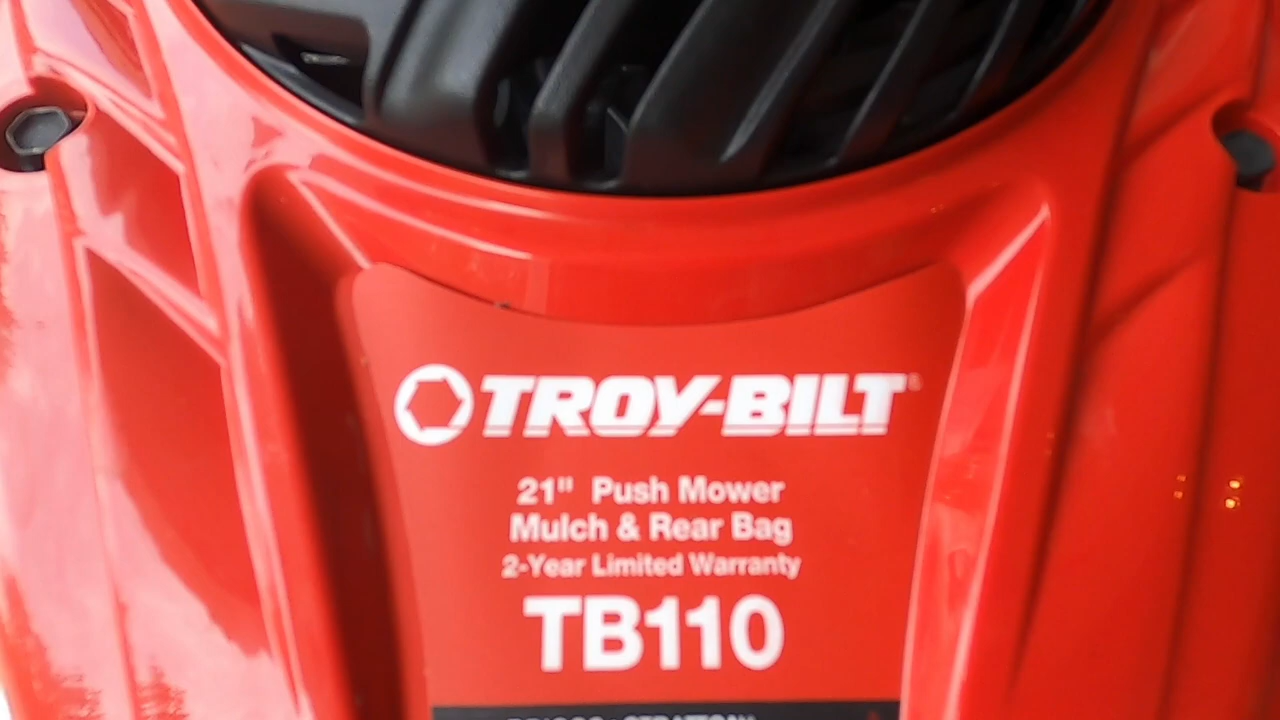 TROY-BILT®
21" Push Mower
Mulch & Rear Bag
2-Year Limited Warranty
TB110